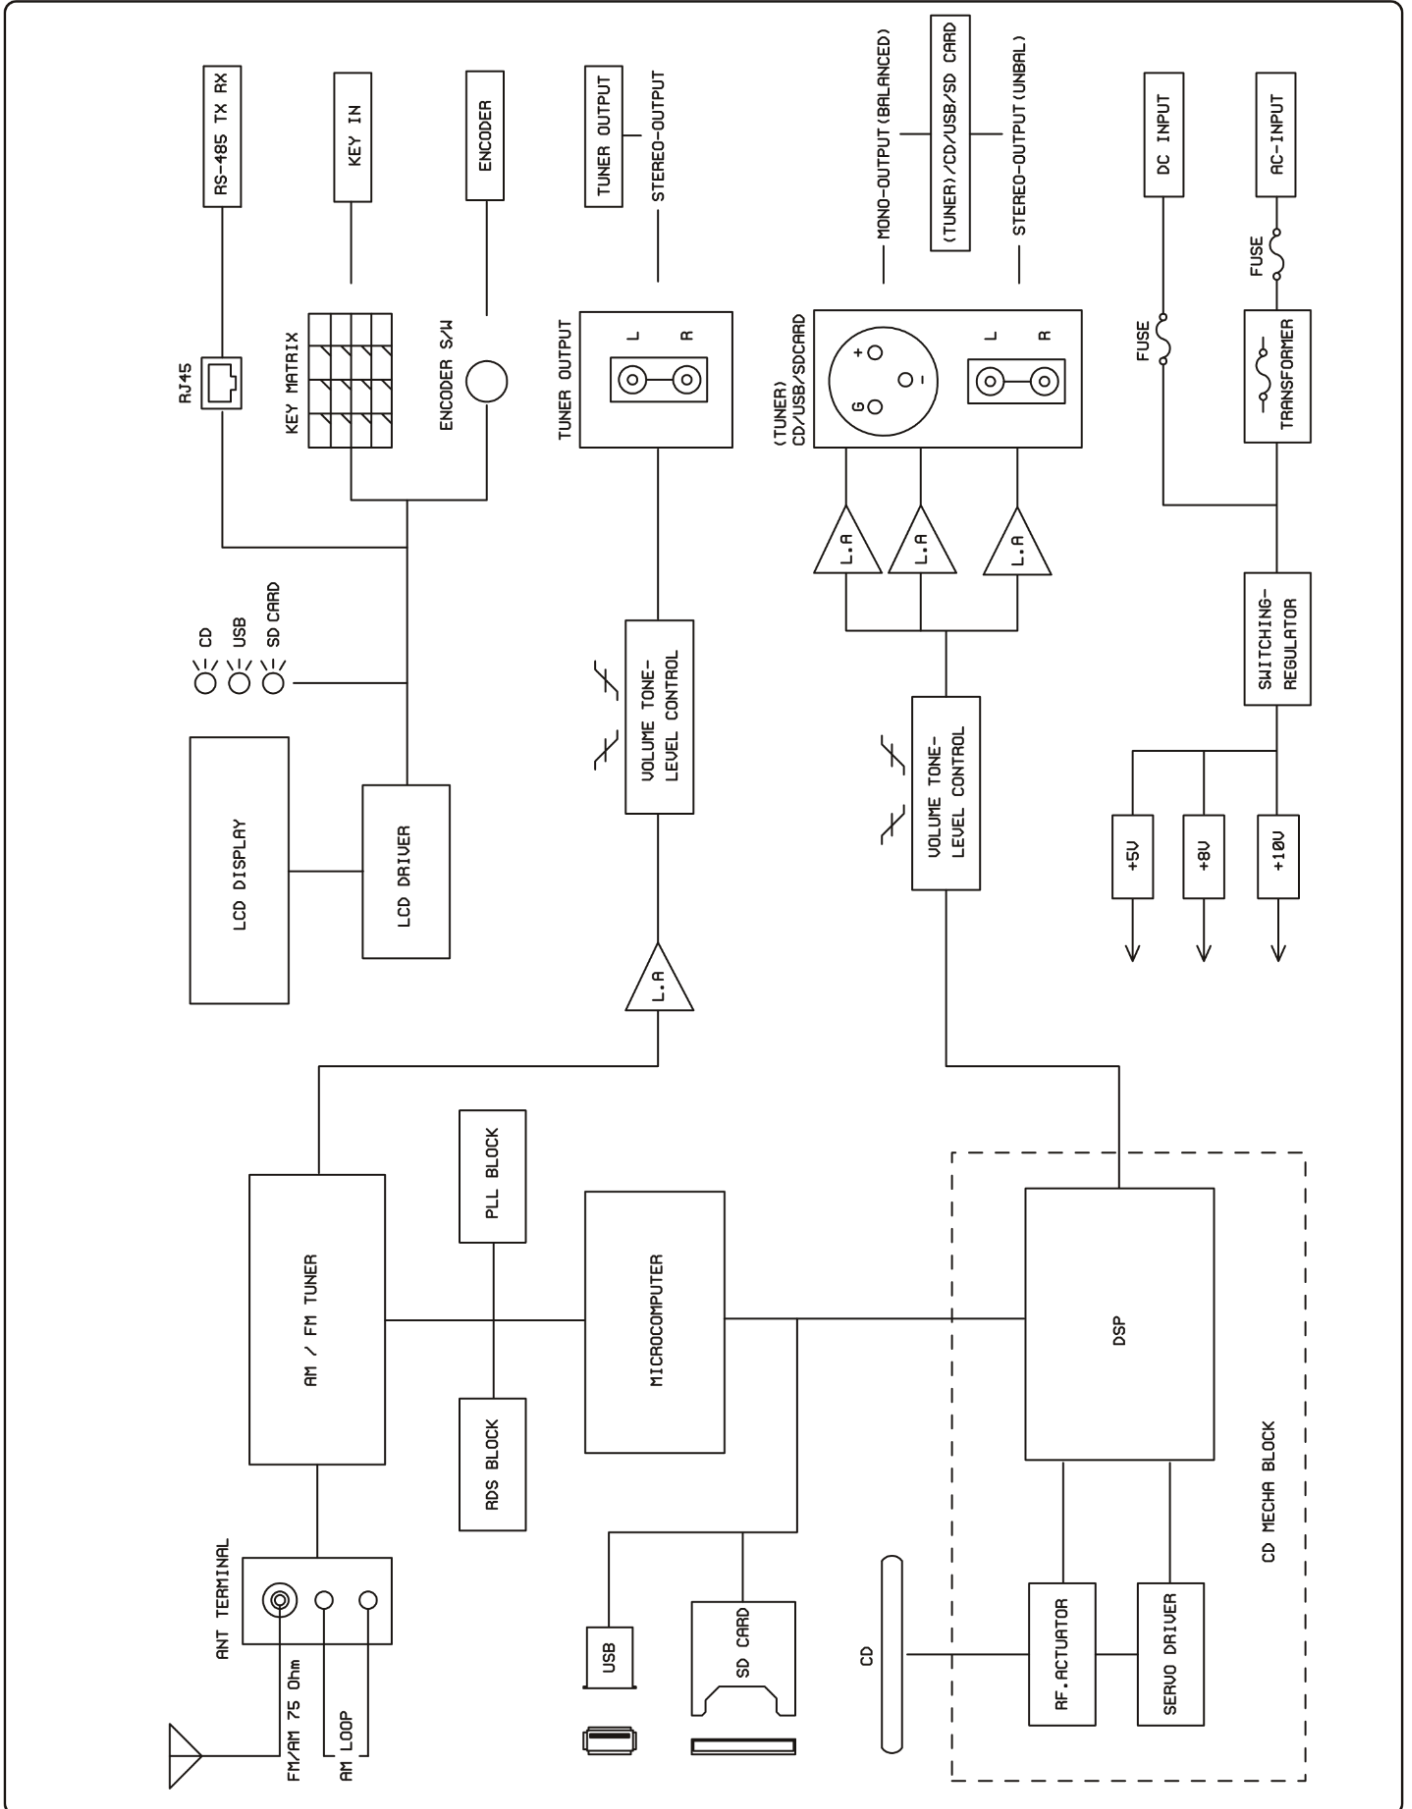 ANT TERMINAL
FM/AM 75 Ohm
AM LOOP
AM / FM TUNER
RDS BLOCK
PLL BLOCK
MICROCOMPUTER
USB
SD CARD
CD
RF.ACTUATOR
SERVO DRIVER
DSP
CD MECHA BLOCK
LCD DISPLAY
LCD DRIVER
CD
USB
SD CARD
RJ45
RS-485 TX RX
KEY MATRIX
KEY IN
ENCODER S/W
ENCODER
L.A
VOLUME TONE-
LEVEL CONTROL
TUNER OUTPUT
L
R
TUNER OUTPUT
STEREO-OUTPUT
VOLUME TONE-
LEVEL CONTROL
L.A
L.A
L.A
(TUNER)
CD/USB/SDCARD
G
+
-
L
R
MONO-OUTPUT(BALANCED)
(TUNER)/CD/USB/SD CARD
STEREO-OUTPUT(UNBAL)
+5V
+8V
+10V
SWITCHING-
REGULATOR
TRANSFORMER
FUSE
FUSE
DC INPUT
AC-INPUT